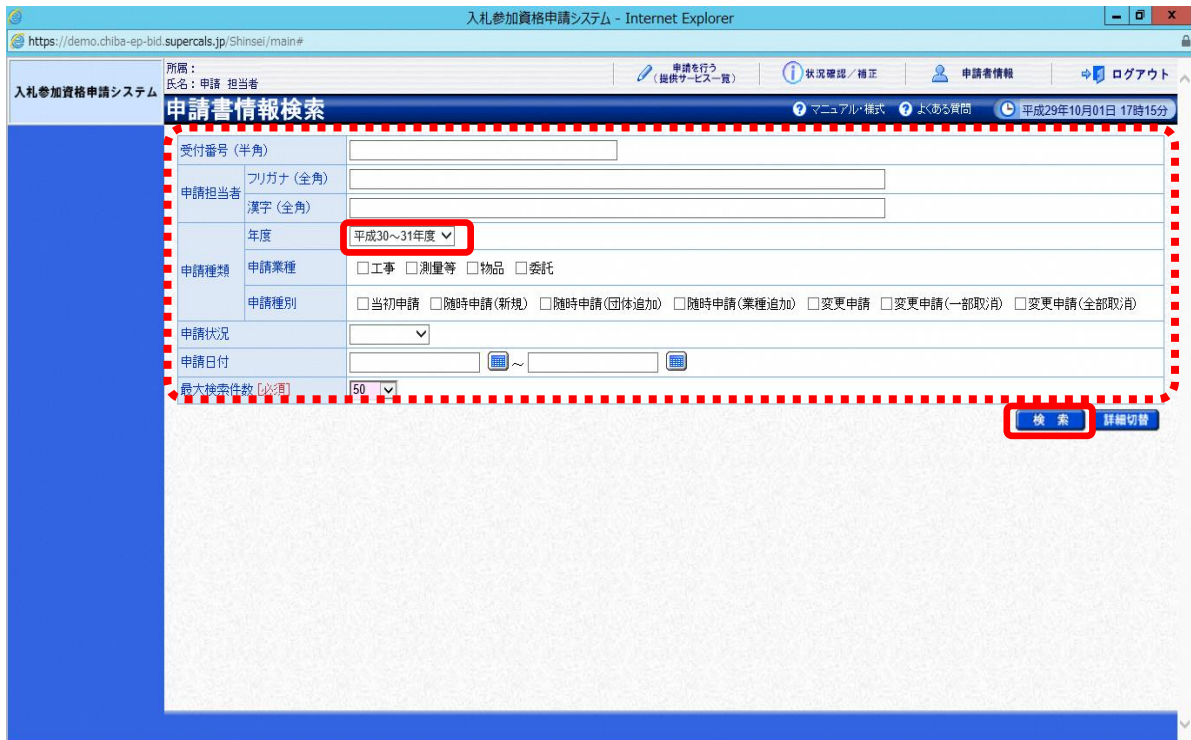 入札参加資格申請システム - Internet Explorer
https://demo.chiba-ep-bid.supercals.jp/Shinsei/main#
入札参加資格申請システム
所属：
氏名：申請 担当者
申請を行う
（提供サービス一覧）
状況確認／補正
申請者情報
ログアウト
申請書情報検索
マニュアル・様式
よくある質問
平成29年10月01日 17時15分
受付番号（半角）
申請担当者
フリガナ（全角）
漢字（全角）
申請種類
年度
平成30～31年度
申請業種
工事 測量等 物品 委託
申請種別
当初申請 随時申請(新規) 随時申請(団体追加) 随時申請(業種追加) 変更申請 変更申請(一部取消) 変更申請(全部取消)
申請状況
申請日付
～
最大検索件数[必須]
50
検 索
詳細切替